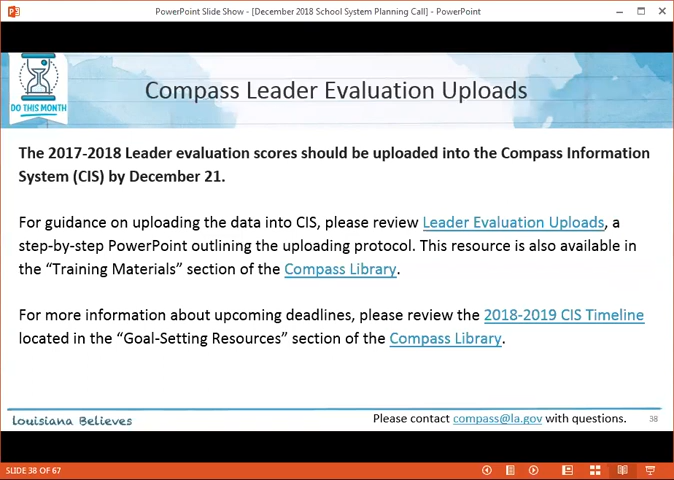 PowerPoint Slide Show - [December 2018 School System Planning Call] - PowerPoint
DO THIS MONTH
Compass Leader Evaluation Uploads
The 2017-2018 Leader evaluation scores should be uploaded into the Compass Information
System (CIS) by December 21.
For guidance on uploading the data into CIS, please review Leader Evaluation Uploads, a
step-by-step PowerPoint outlining the uploading protocol. This resource is also available in
the “Training Materials” section of the Compass Library.
For more information about upcoming deadlines, please review the 2018-2019 CIS Timeline
located in the “Goal-Setting Resources” section of the Compass Library.
Louisiana Believes
Please contact compass@la.gov with questions.
38
SLIDE 38 OF 67